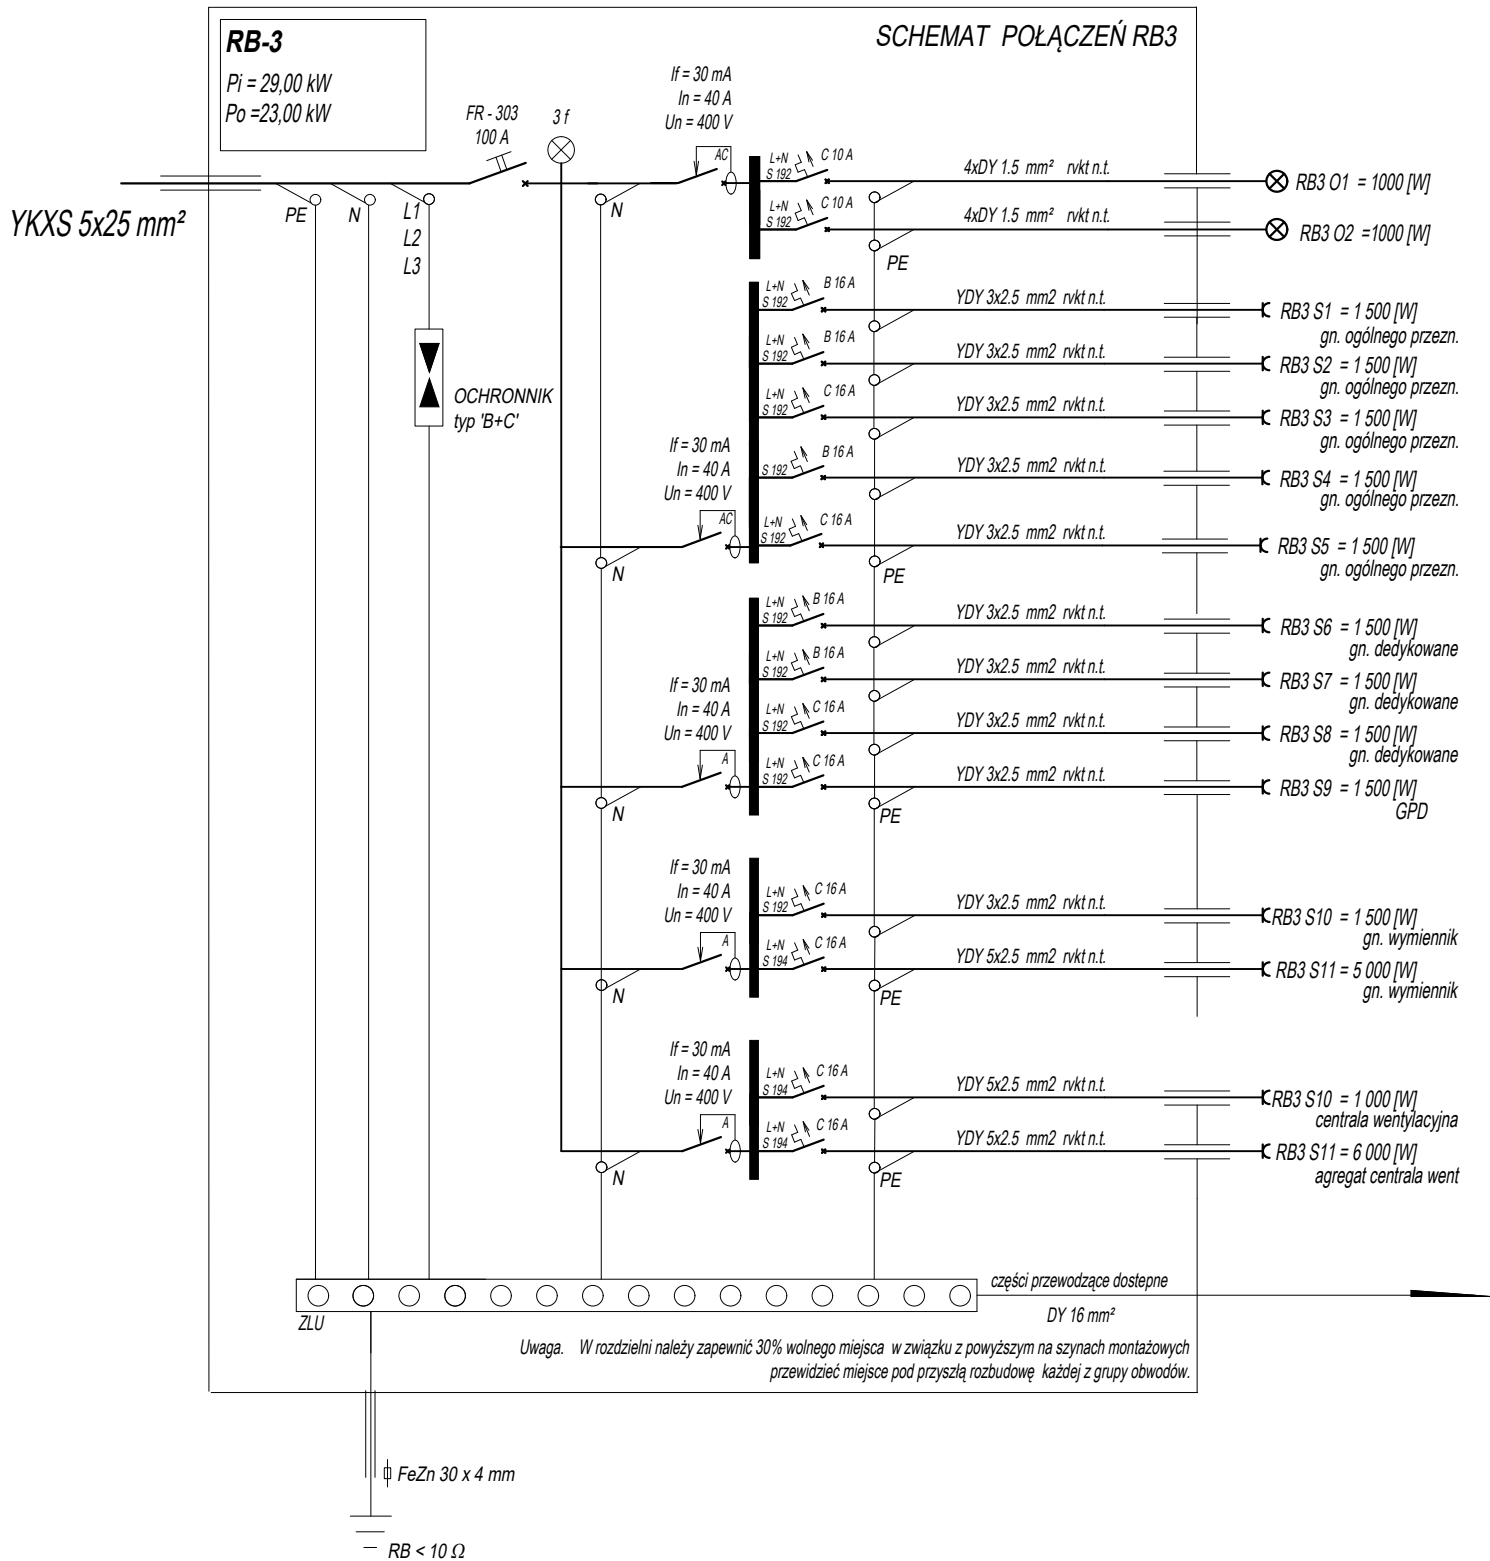 RB-3
Pi = 29,00 kW
Po =23,00 kW
SCHEMAT POŁĄCZEŃ RB3
YKXS 5x25 mm²
PE
N
L1
L2
L3
FR - 303
100 A
3 f
OCHRONNIK
typ 'B+C'
If = 30 mA
In = 40 A
Un = 400 V
AC
N
L+N
S 192
C 10 A
4xDY 1.5 mm² rvkt n.t.
RB3 O1 = 1000 [W]
L+N
S 192
C 10 A
4xDY 1.5 mm² rvkt n.t.
RB3 O2 =1000 [W]
PE
L+N
S 192
B 16 A
YDY 3x2.5 mm2 rvkt n.t.
RB3 S1 = 1 500 [W]
gn. ogólnego przezn.
L+N
S 192
B 16 A
YDY 3x2.5 mm2 rvkt n.t.
RB3 S2 = 1 500 [W]
gn. ogólnego przezn.
L+N
S 192
C 16 A
YDY 3x2.5 mm2 rvkt n.t.
RB3 S3 = 1 500 [W]
gn. ogólnego przezn.
If = 30 mA
In = 40 A
Un = 400 V
S 192
B 16 A
YDY 3x2.5 mm2 rvkt n.t.
RB3 S4 = 1 500 [W]
gn. ogólnego przezn.
AC
N
L+N
S 192
C 16 A
YDY 3x2.5 mm2 rvkt n.t.
RB3 S5 = 1 500 [W]
gn. ogólnego przezn.
PE
L+N
S 192
B 16 A
YDY 3x2.5 mm2 rvkt n.t.
RB3 S6 = 1 500 [W]
gn. dedykowane
L+N
S 192
B 16 A
YDY 3x2.5 mm2 rvkt n.t.
RB3 S7 = 1 500 [W]
gn. dedykowane
If = 30 mA
In = 40 A
Un = 400 V
L+N
S 192
C 16 A
YDY 3x2.5 mm2 rvkt n.t.
RB3 S8 = 1 500 [W]
gn. dedykowane
A
N
L+N
S 192
C 16 A
YDY 3x2.5 mm2 rvkt n.t.
RB3 S9 = 1 500 [W]
GPD
PE
If = 30 mA
In = 40 A
Un = 400 V
L+N
S 192
C 16 A
YDY 3x2.5 mm2 rvkt n.t.
RB3 S10 = 1 500 [W]
gn. wymiennik
A
N
L+N
S 194
C 16 A
YDY 5x2.5 mm2 rvkt n.t.
RB3 S11 = 5 000 [W]
gn. wymiennik
PE
If = 30 mA
In = 40 A
Un = 400 V
L+N
S 194
C 16 A
YDY 5x2.5 mm2 rvkt n.t.
RB3 S10 = 1 000 [W]
centrala wentylacyjna
A
N
L+N
S 194
C 16 A
YDY 5x2.5 mm2 rvkt n.t.
RB3 S11 = 6 000 [W]
agregat centrala went
PE
ZLU
części przewodzące dostepne
DY 16 mm²
Uwaga. W rozdzielni należy zapewnić 30% wolnego miejsca w związku z powyższym na szynach montażowych
przewidzieć miejsce pod przyszłą rozbudowę każdej z grupy obwodów.
FeZn 30 x 4 mm
RB < 10 Ω